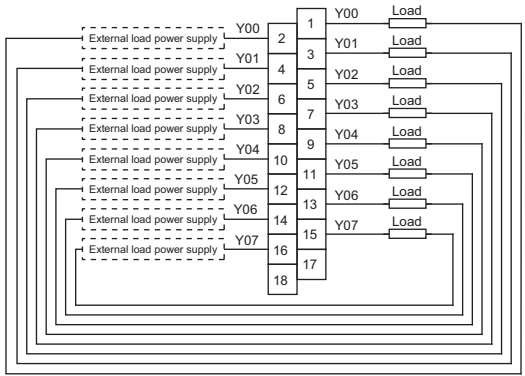 Y00 Load
1
External load power supply Y00
2
Y01 Load
3
External load power supply Y01
4
Y02 Load
5
External load power supply Y02
6
Y03 Load
7
External load power supply Y03
8
Y04 Load
9
External load power supply Y04
10
Y05 Load
11
External load power supply Y05
12
Y06 Load
13
External load power supply Y06
14
Y07 Load
15
External load power supply Y07
16
17
18